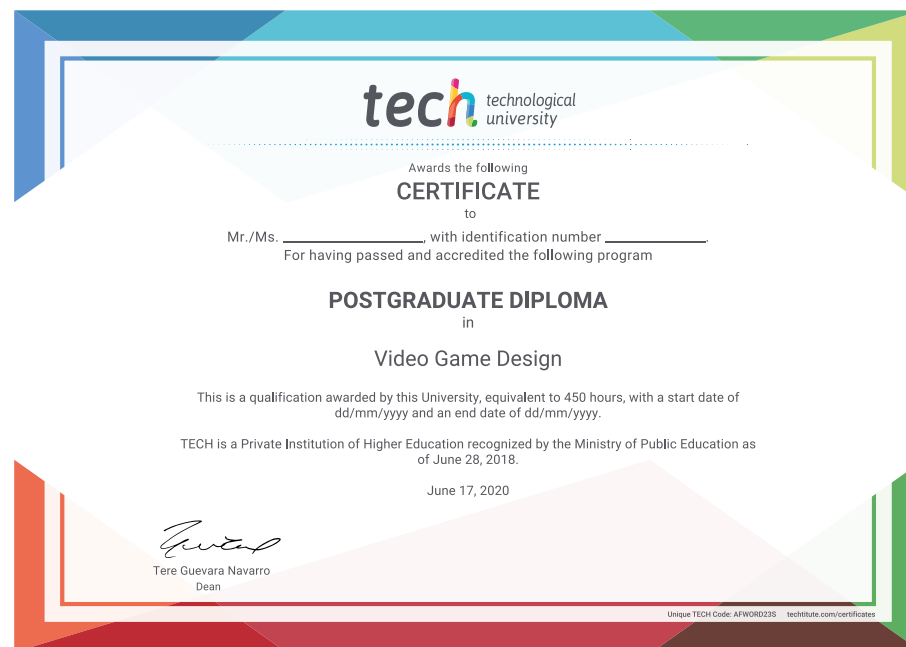 tech technological
university
Awards the following
CERTIFICATE
to
Mr./Ms. ____________________, with identification number ______________.
For having passed and accredited the following program
POSTGRADUATE DIPLOMA
in
Video Game Design
This is a qualification awarded by this University, equivalent to 450 hours, with a start date of
dd/mm/yyyy and an end date of dd/mm/yyyy.
TECH is a Private Institution of Higher Education recognized by the Ministry of Public Education as
of June 28, 2018.
June 17, 2020
Tere Guevara Navarro
Dean
Unique TECH Code: AFWORD23S techtitute.com/certificates